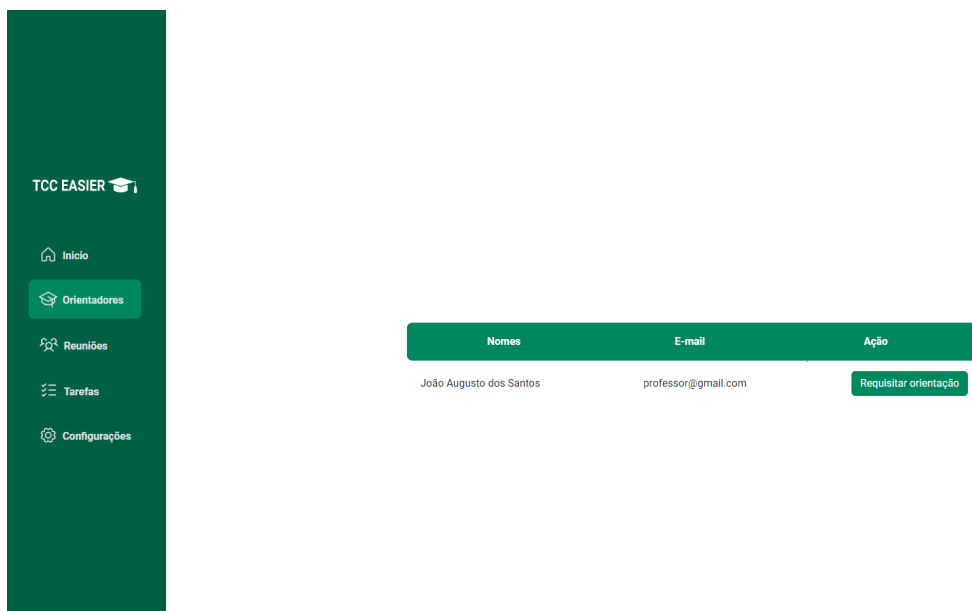 TCC EASIER
Inicio
Orientadores
Reuniões
Tarefas
Configurações
Nomes E-mail Ação
João Augusto dos Santos professor@gmail.com Requisitar orientação